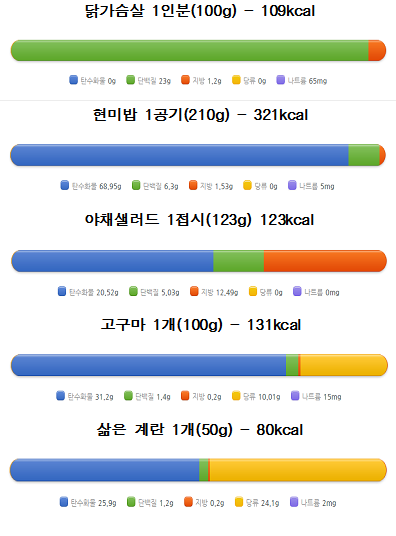 닭가슴살 1인분(100g) - 109kcal
탄수화물 0g 단백질 23g 지방 1,2g 당류 0g 나트륨 65mg
현미밥 1공기(210g) - 321kcal
탄수화물 68,95g 단백질 6,3g 지방 1,53g 당류 0g 나트륨 5mg
야채샐러드 1접시(123g) 123kcal
탄수화물 20,52g 단백질 5,03g 지방 12,49g 당류 0g 나트륨 0mg
고구마 1개(100g) - 131kcal
탄수화물 31,2g 단백질 1,4g 지방 0,2g 당류 10,01g 나트륨 15mg
삶은 계란 1개(50g) - 80kcal
탄수화물 25,9g 단백질 1,2g 지방 0,2g 당류 24,1g 나트륨 2mg